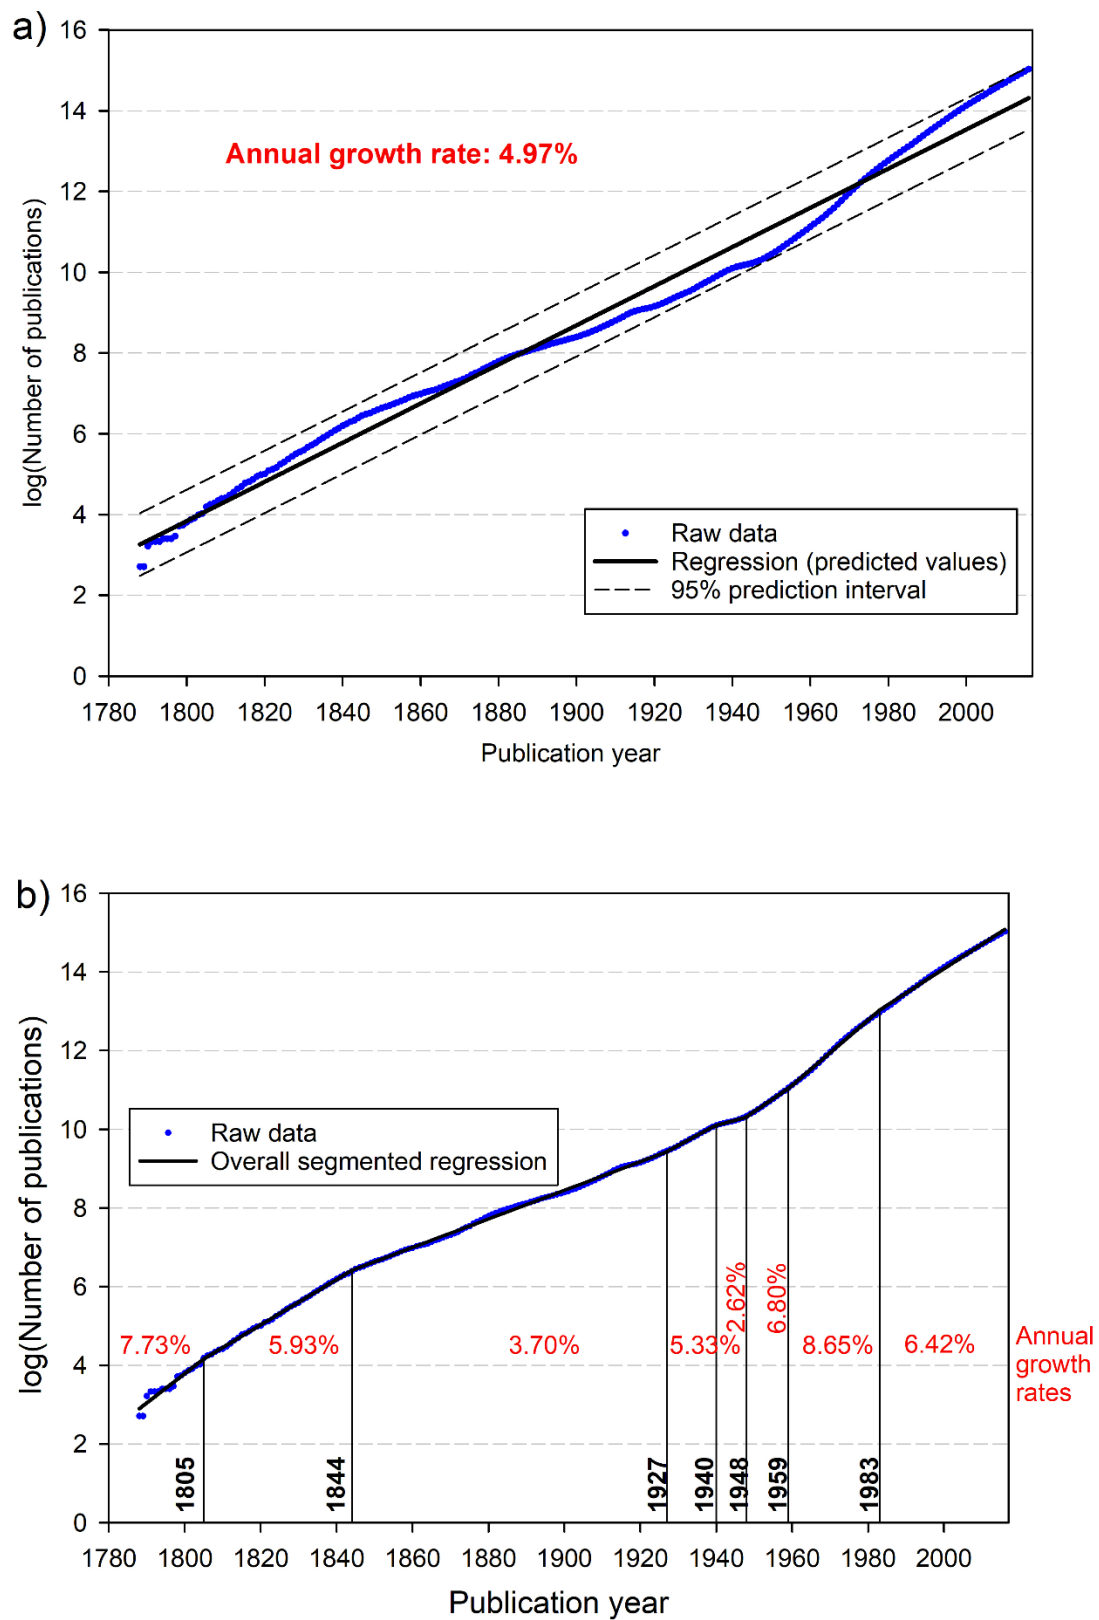 a)
16
14
12
10
8
6
4
2
0
log(Number of publications)
Annual growth rate: 4.97%
Raw data
Regression (predicted values)
95% prediction interval
1780 1800 1820 1840 1860 1880 1900 1920 1940 1960 1980 2000
Publication year
b)
16
14
12
10
8
6
4
2
0
log(Number of publications)
Raw data
Overall segmented regression
7.73%
5.93%
3.70%
5.33%
2.62%
6.80%
8.65%
6.42%
Annual
growth
rates
1805
1844
1927
1940
1948
1959
1983
1780 1800 1820 1840 1860 1880 1900 1920 1940 1960 1980 2000
Publication year